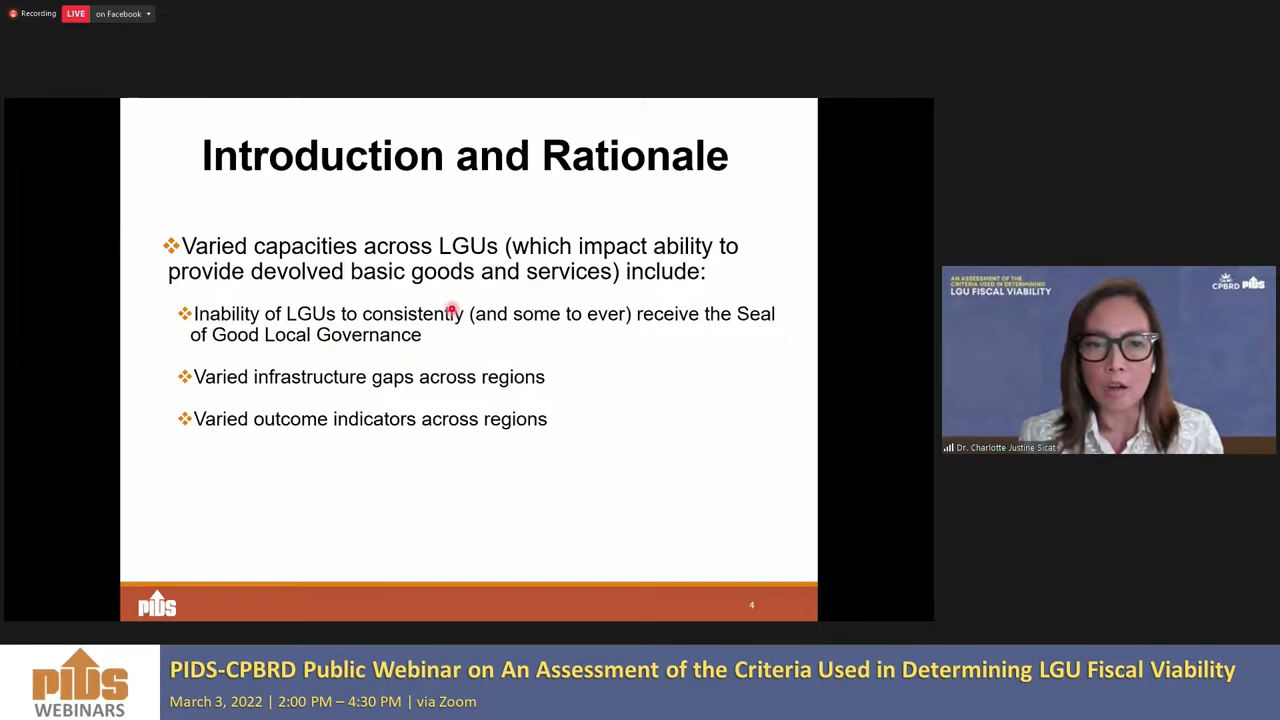 Recording
LIVE
on Facebook
Introduction and Rationale
❖Varied capacities across LGUs (which impact ability to
provide devolved basic goods and services) include:
❖Inability of LGUs to consistently (and some to ever) receive the Seal
of Good Local Governance
❖Varied infrastructure gaps across regions
❖Varied outcome indicators across regions
PIDS
4
AN ASSESSMENT OF THE
CRITERIA USED IN DETERMINING
LGU FISCAL VIABILITY
CPBRD PIDS
Dr. Charlotte Justine Sicat
PIDS
WEBINARS
PIDS-CPBRD Public Webinar on An Assessment of the Criteria Used in Determining LGU Fiscal Viability
March 3, 2022 | 2:00 PM – 4:30 PM | via Zoom